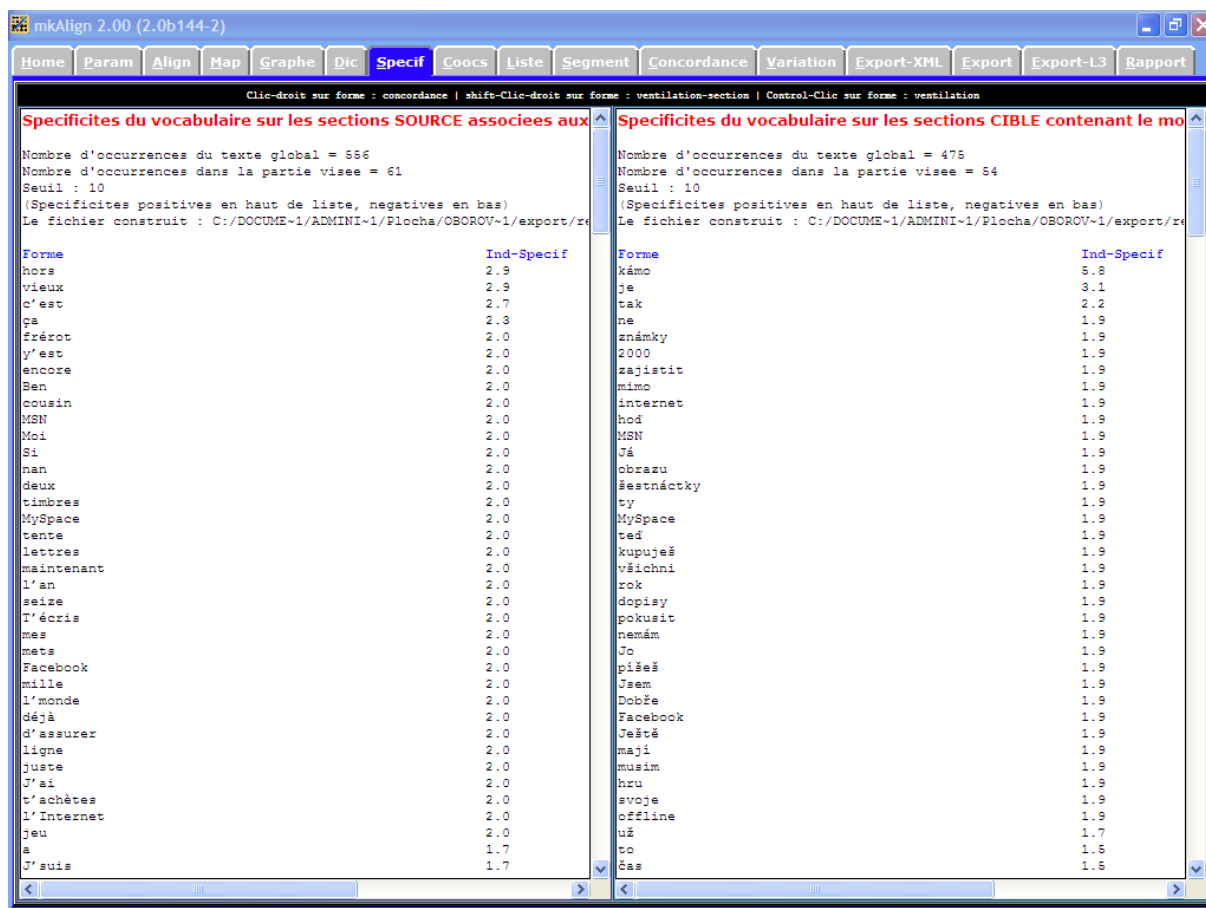 mkAlign 2.00 (2.0b144-2)
Home Param Align Map Graphe Dic Specif Coocs Liste Segment Concordance Variation Export-XML Export Export-L3 Rapport
Clic-droit sur forme : concordance | shift-Clic-droit sur forme : ventilation-section | Control-Clic sur forme : ventilation
Specificites du vocabulaire sur les sections SOURCE associees aux
Nombre d'occurrences du texte global = 556
Nombre d'occurrences dans la partie visee = 61
Seuil : 10
(Specificites positives en haut de liste, negatives en bas)
Le fichier construit : C:/DOCUME~1/ADMINI~1/Plocha/OBOROV~1/export/re
Forme Ind-Specif
hors 2.9
vieux 2.9
c'est 2.7
ça 2.3
frérot 2.0
y'est 2.0
encore 2.0
Ben 2.0
cousin 2.0
MSN 2.0
Moi 2.0
Si 2.0
nan 2.0
deux 2.0
timbres 2.0
MySpace 2.0
tente 2.0
lettres 2.0
maintenant 2.0
l'an 2.0
seize 2.0
T'écris 2.0
mes 2.0
mets 2.0
Facebook 2.0
mille 2.0
l'monde 2.0
déjà 2.0
d'assurer 2.0
ligne 2.0
juste 2.0
J'ai 2.0
t'achètes 2.0
l'Internet 2.0
jeu 2.0
a 1.7
J'suis 1.7
Specificites du vocabulaire sur les sections CIBLE contenant le mo
Nombre d'occurrences du texte global = 475
Nombre d'occurrences dans la partie visee = 54
Seuil : 10
(Specificites positives en haut de liste, negatives en bas)
Le fichier construit : C:/DOCUME~1/ADMINI~1/Plocha/OBOROV~1/export/re
Forme Ind-Specif
kámo 5.8
je 3.1
tak 2.2
ne 1.9
známky 1.9
2000 1.9
zajistit 1.9
mimo 1.9
internet 1.9
hoď 1.9
MSN 1.9
Já 1.9
obrazu 1.9
šestnáctky 1.9
ty 1.9
MySpace 1.9
teď 1.9
kupuješ 1.9
všichni 1.9
rok 1.9
dopisy 1.9
pokusit 1.9
nemám 1.9
Jo 1.9
píšeš 1.9
Jsem 1.9
Dobře 1.9
Facebook 1.9
Ještě 1.9
mají 1.9
musim 1.9
hru 1.9
svoje 1.9
offline 1.9
už 1.7
to 1.5
čas 1.5